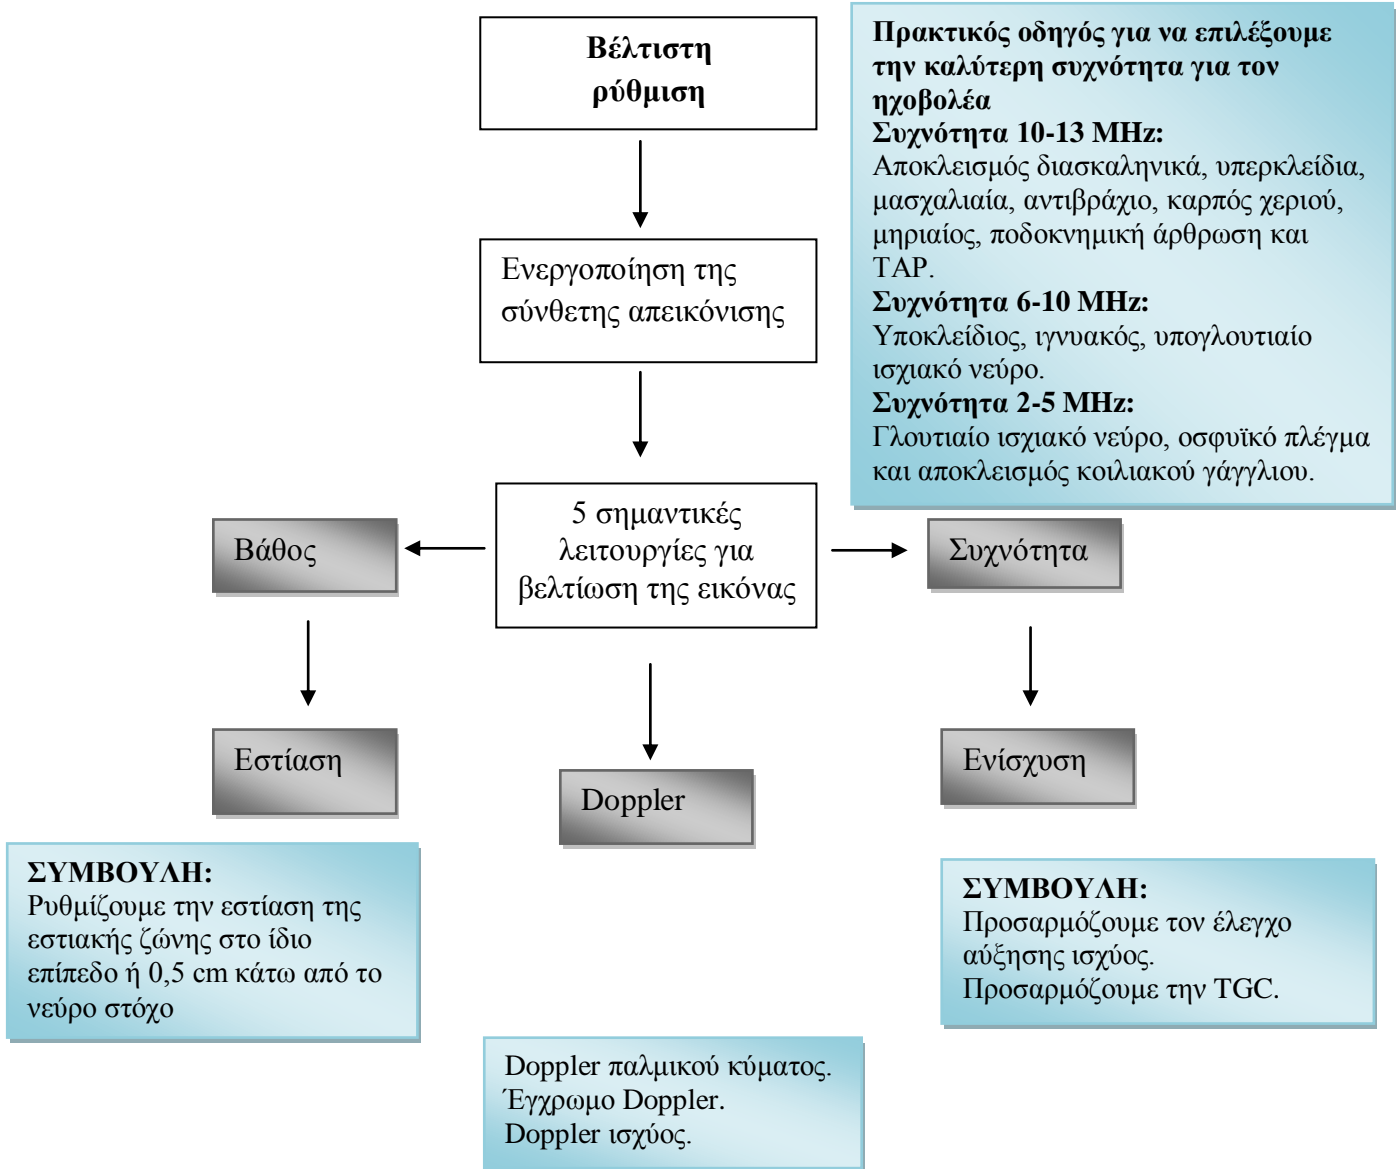 Βέλτιστη
ρύθμιση
Πρακτικός οδηγός για να επιλέξουμε
την καλύτερη συχνότητα για τον
ηχοβολέα
Συχνότητα 10-13 MHz:
Αποκλεισμός διασκαληνικά, υπερκλείδια,
μασχαλιαία, αντιβράχιο, καρπός χεριού,
μηριαίος, ποδοκνημική άρθρωση και
TAP.
Συχνότητα 6-10 MHz:
Υποκλείδιος, ιγνυακός, υπογλουτιαίο
ισχιακό νεύρο.
Συχνότητα 2-5 MHz:
Γλουτιαίο ισχιακό νεύρο, οσφυϊκό πλέγμα
και αποκλεισμός κοιλιακού γάγγλιου.
Ενεργοποίηση της
σύνθετης απεικόνισης
5 σημαντικές
λειτουργίες για
βελτίωση της εικόνας
Βάθος
Συχνότητα
Εστίαση
Doppler
Ενίσχυση
ΣΥΜΒΟΥΛΗ:
Ρυθμίζουμε την εστίαση της
εστιακής ζώνης στο ίδιο
επίπεδο ή 0,5 cm κάτω από το
νεύρο στόχο
ΣΥΜΒΟΥΛΗ:
Προσαρμόζουμε τον έλεγχο
αύξησης ισχύος.
Προσαρμόζουμε την TGC.
Doppler παλμικού κύματος.
Έγχρωμο Doppler.
Doppler ισχύος.